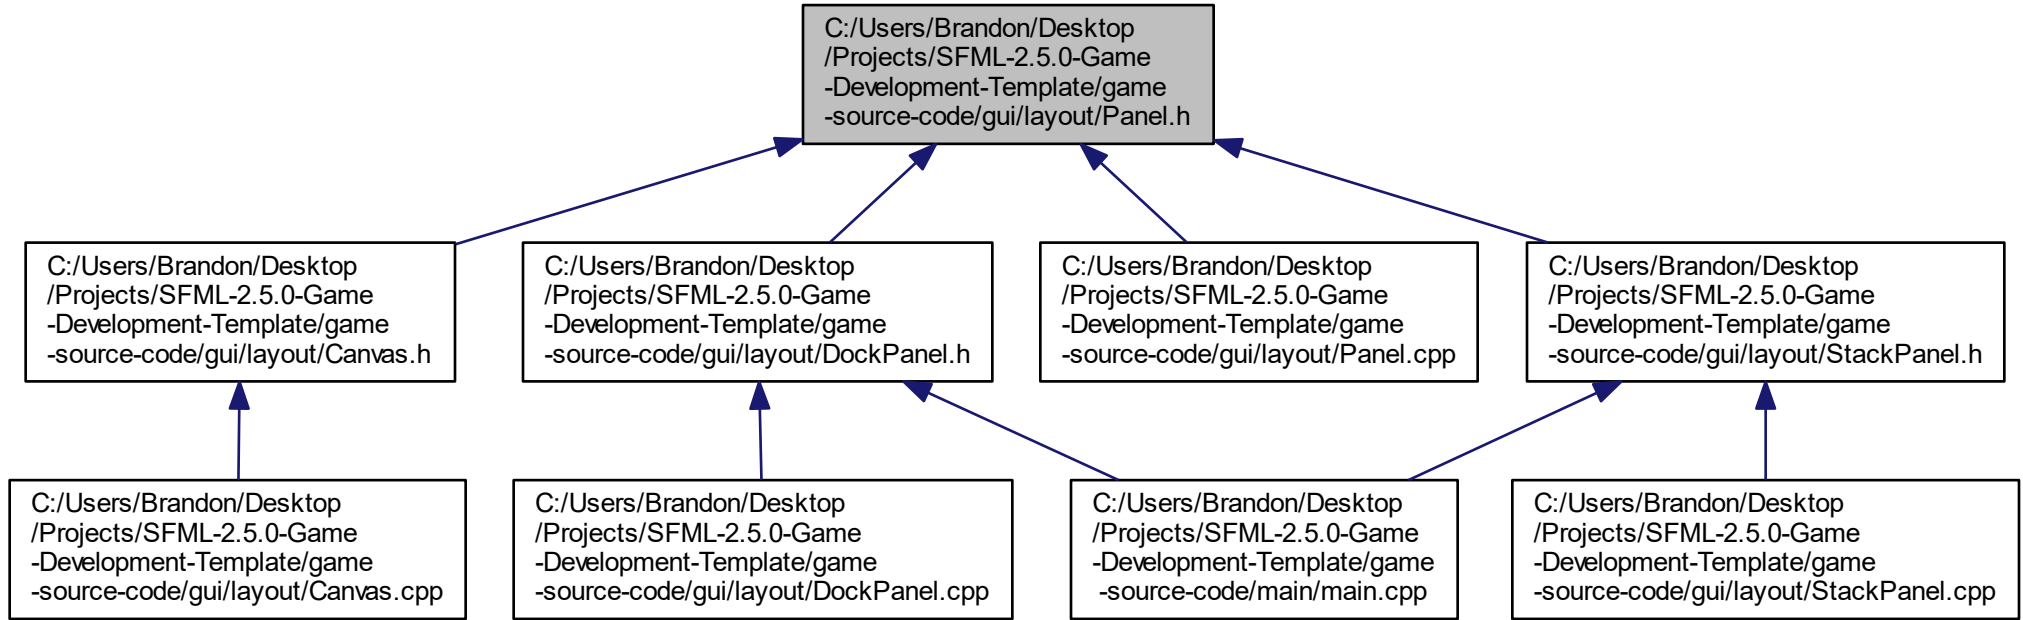 C:/Users/Brandon/Desktop
/Projects/SFML-2.5.0-Game
-Development-Template/game
-source-code/gui/layout/Panel.h
C:/Users/Brandon/Desktop
/Projects/SFML-2.5.0-Game
-Development-Template/game
-source-code/gui/layout/Canvas.h
C:/Users/Brandon/Desktop
/Projects/SFML-2.5.0-Game
-Development-Template/game
-source-code/gui/layout/DockPanel.h
C:/Users/Brandon/Desktop
/Projects/SFML-2.5.0-Game
-Development-Template/game
-source-code/gui/layout/Panel.cpp
C:/Users/Brandon/Desktop
/Projects/SFML-2.5.0-Game
-Development-Template/game
-source-code/gui/layout/StackPanel.h
C:/Users/Brandon/Desktop
/Projects/SFML-2.5.0-Game
-Development-Template/game
-source-code/gui/layout/Canvas.cpp
C:/Users/Brandon/Desktop
/Projects/SFML-2.5.0-Game
-Development-Template/game
-source-code/gui/layout/DockPanel.cpp
C:/Users/Brandon/Desktop
/Projects/SFML-2.5.0-Game
-Development-Template/game
-source-code/main/main.cpp
C:/Users/Brandon/Desktop
/Projects/SFML-2.5.0-Game
-Development-Template/game
-source-code/gui/layout/StackPanel.cpp